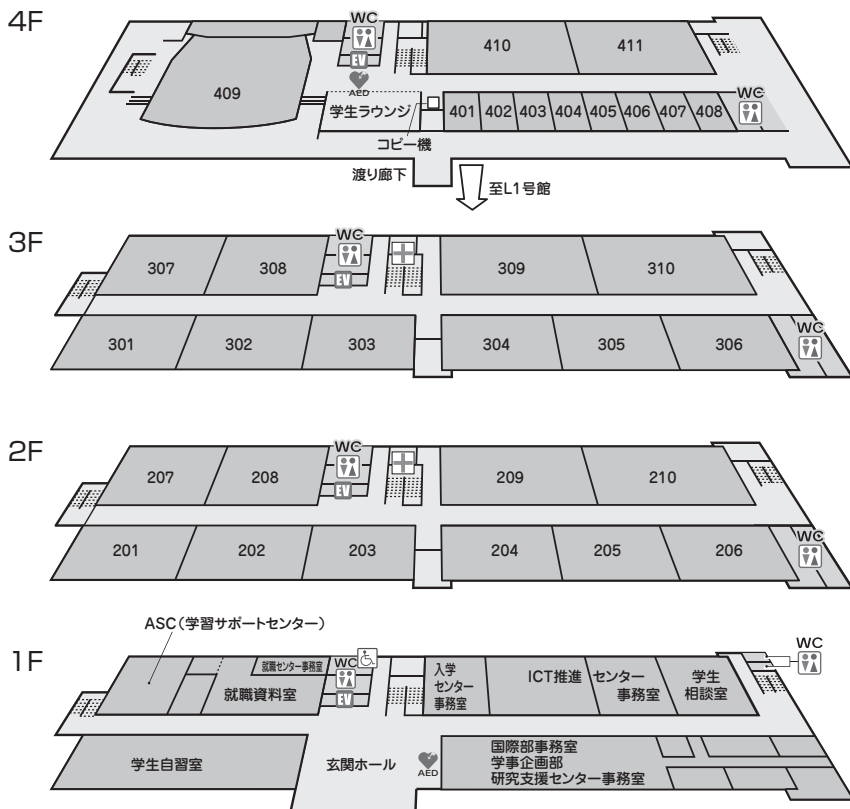 4F
WC
EV
AED
409
410
411
学生ラウンジ
401
402
403
404
405
406
407
408
WC
コピー機
渡り廊下
至L1号館
3F
WC
EV
307
308
309
310
301
302
303
304
305
306
WC
2F
WC
EV
207
208
209
210
201
202
203
204
205
206
WC
1F
ASC(学習サポートセンター)
就職センター事務室
就職資料室
WC
EV
入学
センター
事務室
ICT推進 センター
事務室
学生
相談室
WC
学生自習室
玄関ホール
AED
国際部事務室
学事企画部
研究支援センター事務室